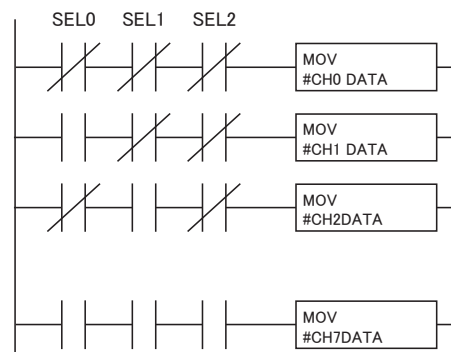 SEL0 SEL1 SEL2
MOV
#CH0 DATA
MOV
#CH1 DATA
MOV
#CH2DATA
MOV
#CH7DATA